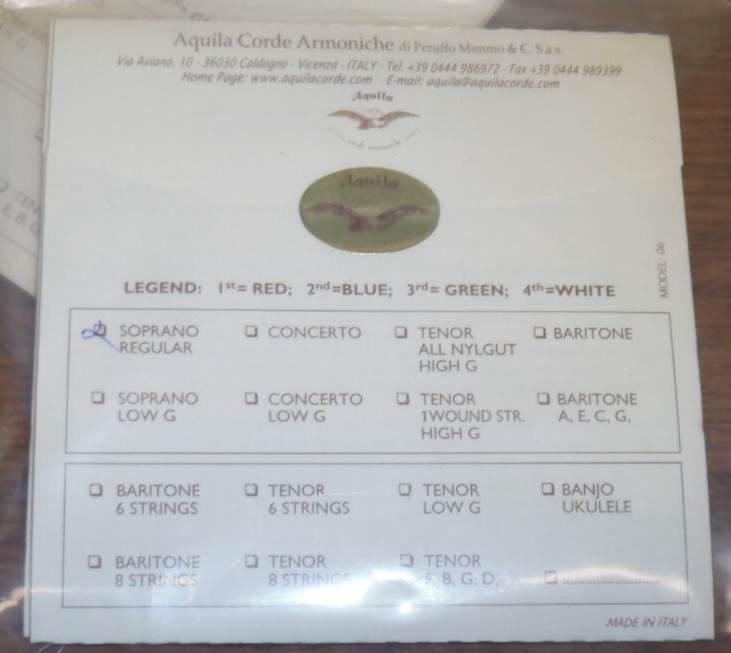 Aquila Corde Armoniche di Peruffo Mimmo & C. S.a.s.
Via Aviano, 10 - 36030 Caldogno - Vicenza - ITALY - Tel. +39 0444 986972 - Fax +39 0444 989399
Home Page: www.aquilacorde.com E-mail: aquila@aquilacorde.com
Aquila
corde armoniche
Aquila
MODEL 06
LEGEND: 1st= RED; 2nd=BLUE; 3rd= GREEN; 4th=WHITE
❏ SOPRANO REGULAR
❏ CONCERTO
❏ TENOR ALL NYLGUT HIGH G
❏ BARITONE
❏ SOPRANO LOW G
❏ CONCERTO LOW G
❏ TENOR 1WOUND STR. HIGH G
❏ BARITONE A, E, C, G,
❏ BARITONE 6 STRINGS
❏ TENOR 6 STRINGS
❏ TENOR LOW G
❏ BANJO UKULELE
❏ BARITONE 8 STRINGS
❏ TENOR 8 STRINGS
❏ TENOR E, B, G, D,
❏ ..........................
MADE IN ITALY